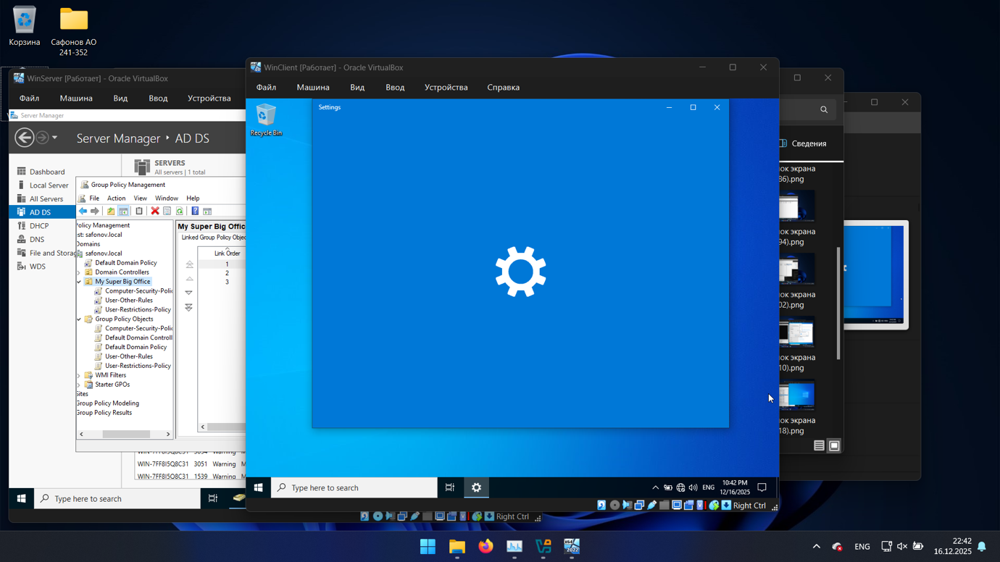 Корзина
Сафонов АО
241-352
WinServer [Работает] - Oracle VirtualBox
Файл Машина Вид Ввод Устройства
Server Manager
Server Manager AD DS
Dashboard
Local Server
All Servers
AD DS
DHCP
DNS
File and Storag
WDS
SERVERS
All servers | 1 total
Group Policy Management
File Action View Window Help
olicy Management
est: safonov.local
Domains
safonov.local
Default Domain Policy
Domain Controllers
My Super Big Office
Computer-Security-Polic
User-Other-Rules
User-Restrictions-Policy
Group Policy Objects
Computer-Security-Polic
Default Domain Controll
Default Domain Policy
User-Other-Rules
User-Restrictions-Policy
WMI Filters
Starter GPOs
Sites
Group Policy Modeling
Group Policy Results
My Super Big Offic
Linked Group Policy Objec
Link Order
1
2
3
WIN-7FF8I5Q8C31 3051 Warning M
WIN-7FF8I5Q8C31 1539 Warning M
Type here to search
Right Ctrl
WinClient [Работает] - Oracle VirtualBox
Файл Машина Вид Ввод Устройства Справка
Recycle Bin
Settings
Type here to search
ENG
10:42 PM
12/16/2025
Right Ctrl
Сведения
ок экрана
86).png
ок экрана
94).png
ок экрана
02).png
ок экрана
10).png
ок экрана
18).png
ENG
22:42
16.12.2025